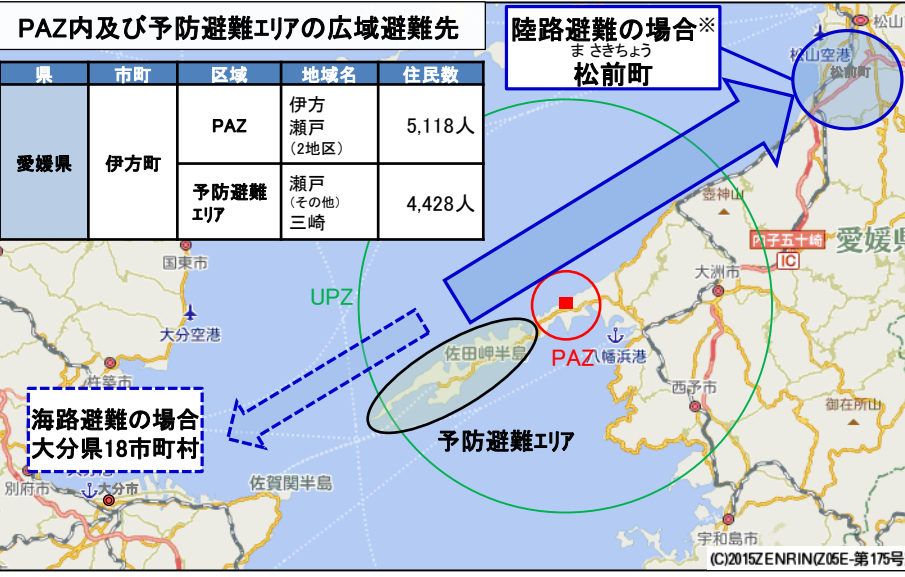 PAZ内及び予防避難エリアの広域避難先
県 市町 区域 地域名 住民数
愛媛県 伊方町 PAZ 伊方 瀬戸 (2地区) 5,118人
予防避難エリア 瀬戸 (その他) 三崎 4,428人
陸路避難の場合※
まさきちょう
松前町
松山
松山空港
松前町
壺神山
内子五十崎
IC
愛媛県
大洲市
国東市
大分空港
UPZ
佐田岬半島
PAZ
八幡浜港
杵築市
西予市
御在所山
海路避難の場合
大分県18市町村
予防避難エリア
別府市
大分市
佐賀関半島
宇和島市
(C)2015ZENRIN(Z05E-第175号)